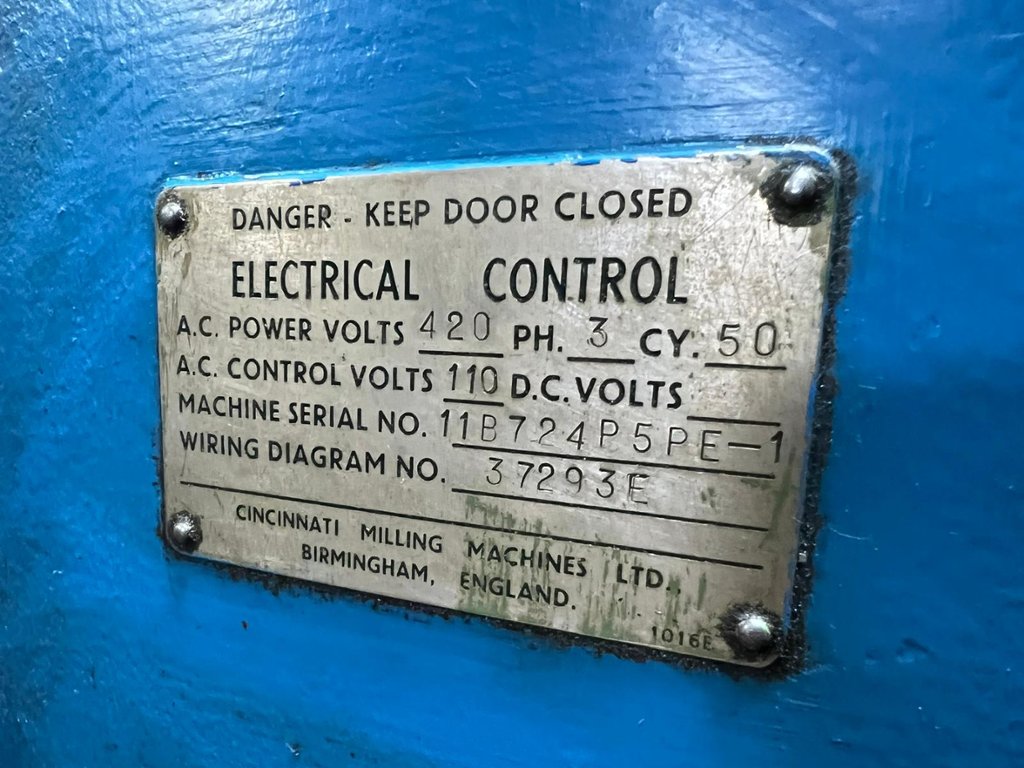 DANGER - KEEP DOOR CLOSED
ELECTRICAL CONTROL
A.C. POWER VOLTS 420 PH. 3 CY. 50
A.C. CONTROL VOLTS 110 D.C. VOLTS
MACHINE SERIAL NO. 11B724P5PE-1
WIRING DIAGRAM NO. 37293E
CINCINNATI MILLING MACHINES LTD.,
BIRMINGHAM, ENGLAND.
1016E